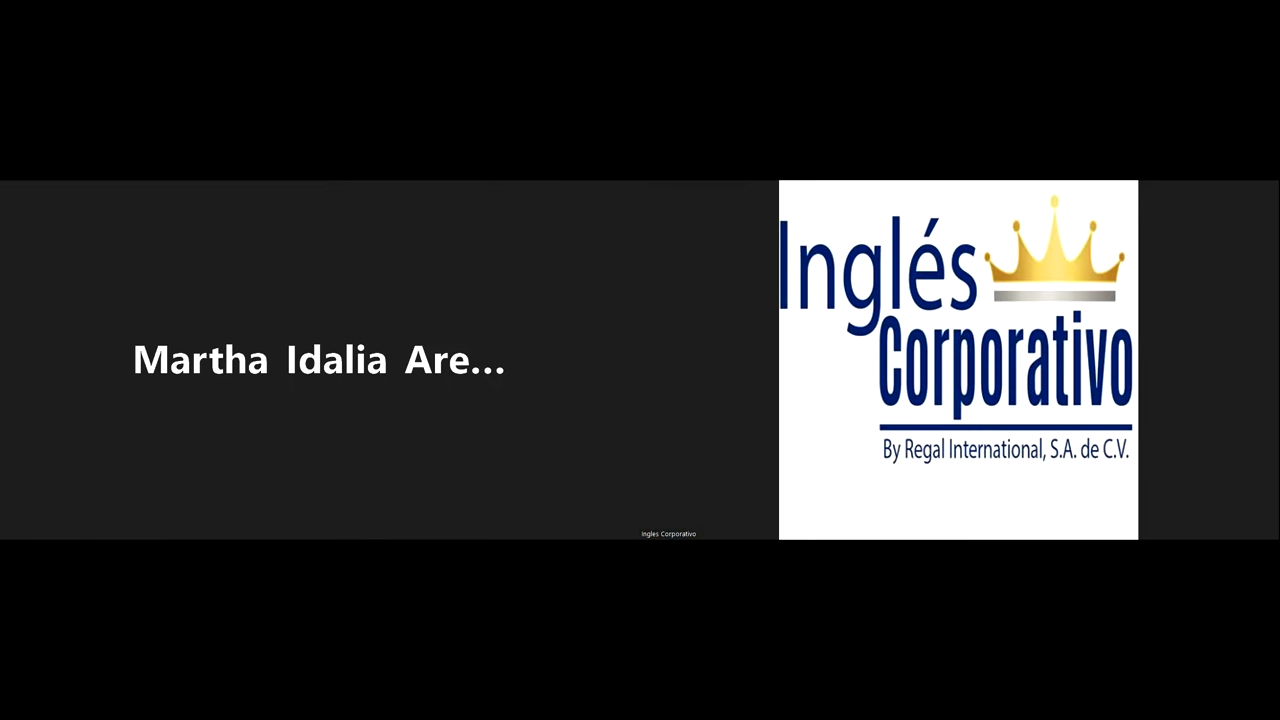 Martha Idalia Are...
Inglés
Corporativo
By Regal International, S.A. de C.V.
Ingles Corporativo